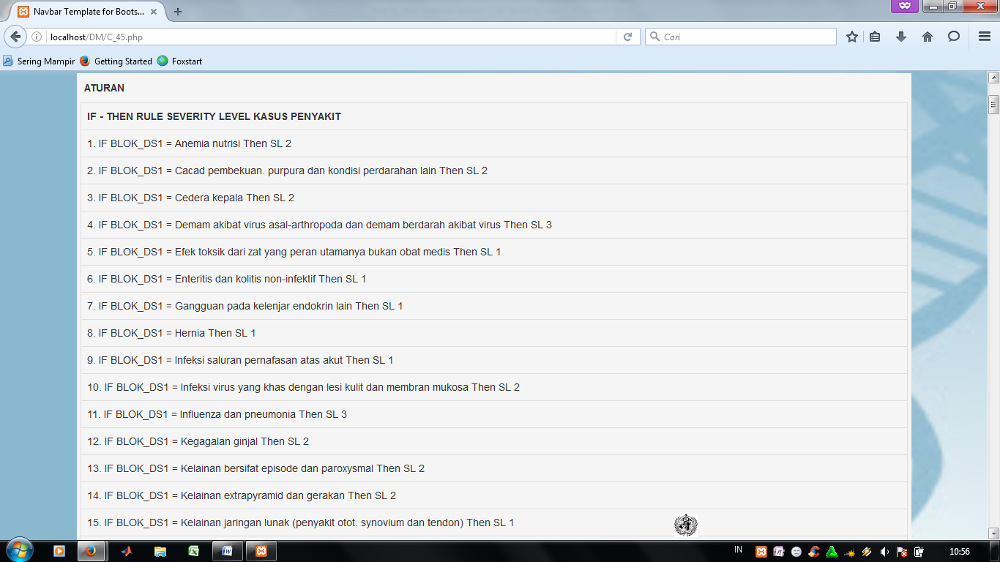 Navbar Template for Boots...
localhost/DM/C_45.php
Cari
Sering Mampir
Getting Started
Foxstart
ATURAN
IF - THEN RULE SEVERITY LEVEL KASUS PENYAKIT
1. IF BLOK_DS1 = Anemia nutrisi Then SL 2
2. IF BLOK_DS1 = Cacad pembekuan. purpura dan kondisi perdarahan lain Then SL 2
3. IF BLOK_DS1 = Cedera kepala Then SL 2
4. IF BLOK_DS1 = Demam akibat virus asal-arthropoda dan demam berdarah akibat virus Then SL 3
5. IF BLOK_DS1 = Efek toksik dari zat yang peran utamanya bukan obat medis Then SL 1
6. IF BLOK_DS1 = Enteritis dan kolitis non-infektif Then SL 1
7. IF BLOK_DS1 = Gangguan pada kelenjar endokrin lain Then SL 1
8. IF BLOK_DS1 = Hernia Then SL 1
9. IF BLOK_DS1 = Infeksi saluran pernafasan atas akut Then SL 1
10. IF BLOK_DS1 = Infeksi virus yang khas dengan lesi kulit dan membran mukosa Then SL 2
11. IF BLOK_DS1 = Influenza dan pneumonia Then SL 3
12. IF BLOK_DS1 = Kegagalan ginjal Then SL 2
13. IF BLOK_DS1 = Kelainan bersifat episode dan paroxysmal Then SL 2
14. IF BLOK_DS1 = Kelainan extrapyramid dan gerakan Then SL 2
15. IF BLOK_DS1 = Kelainan jaringan lunak (penyakit otot. synovium dan tendon) Then SL 1
IN
10:56